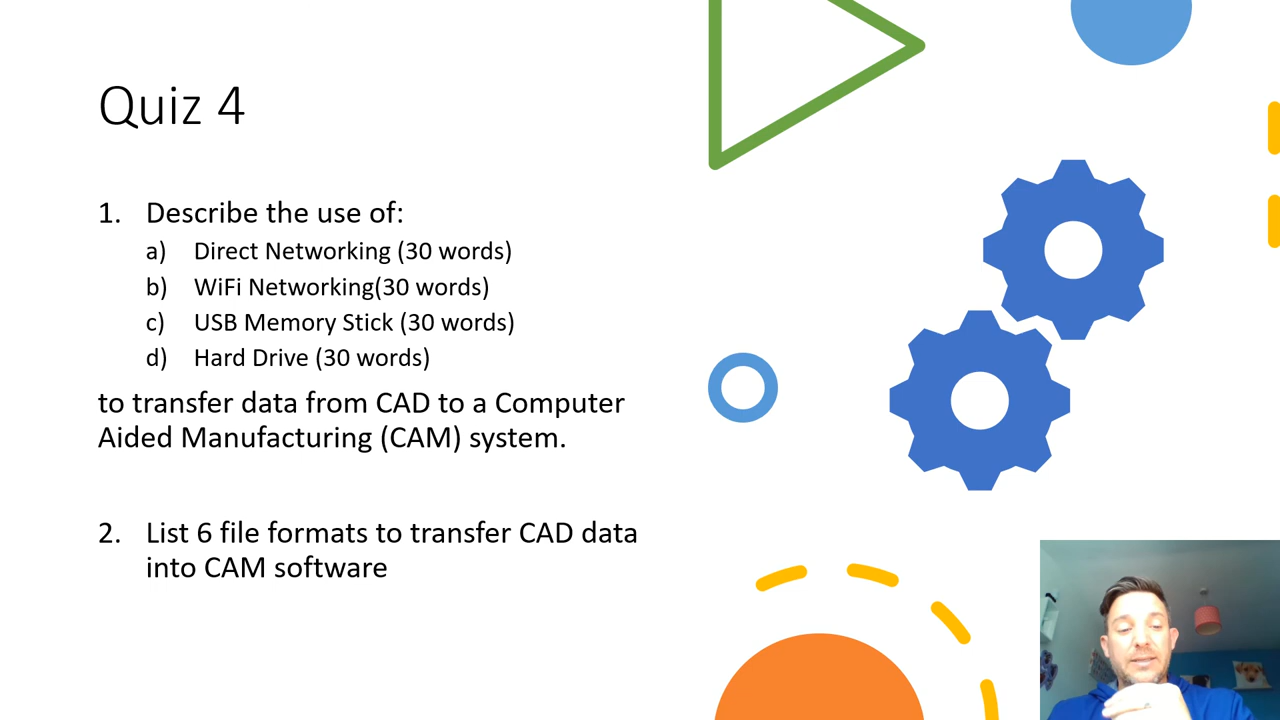 Quiz 4
1. Describe the use of:
a) Direct Networking (30 words)
b) WiFi Networking(30 words)
c) USB Memory Stick (30 words)
d) Hard Drive (30 words)
to transfer data from CAD to a Computer
Aided Manufacturing (CAM) system.
2. List 6 file formats to transfer CAD data
into CAM software